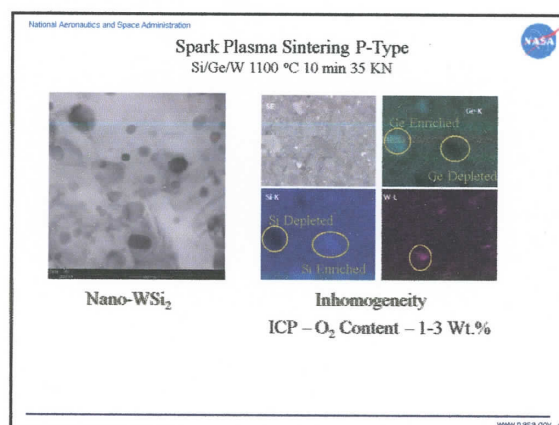 National Aeronautics and Space Administration
NASA
Spark Plasma Sintering P-Type
Si/Ge/W 1100 ºC 10 min 35 KN
SE
Ge-K
Ge Enriched
Ge Depleted
Si-K
W-L
Si Depleted
Si Enriched
Nano-WSi₂
Inhomogeneity
ICP – O₂ Content – 1-3 Wt.%
www.nasa.gov